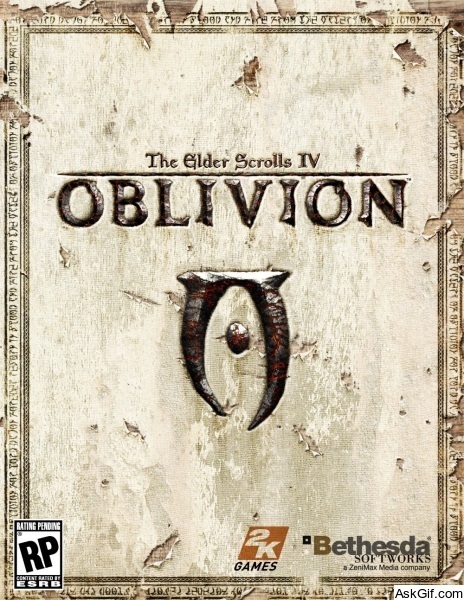 The Elder Scrolls IV
OBLIVION
RATING PENDING
RP
CONTENT RATED BY
ESRB
2K
GAMES
Bethesda
SOFTWORKS
a ZeniMax Media company
AskGif.com